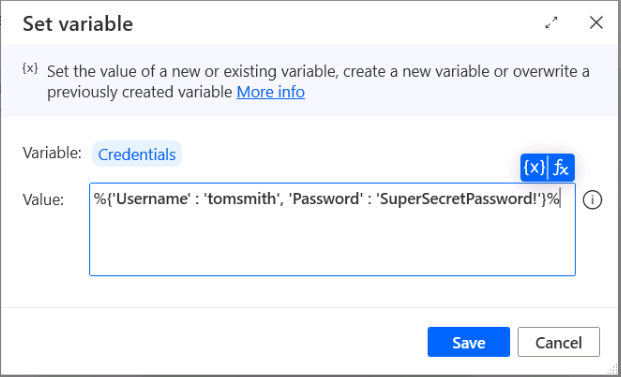 Set variable
{x} Set the value of a new or existing variable, create a new variable or overwrite a
previously created variable More info
Variable: Credentials
{x} fx
Value: %{'Username' : 'tomsmith', 'Password' : 'SuperSecretPassword!'}%
Save Cancel